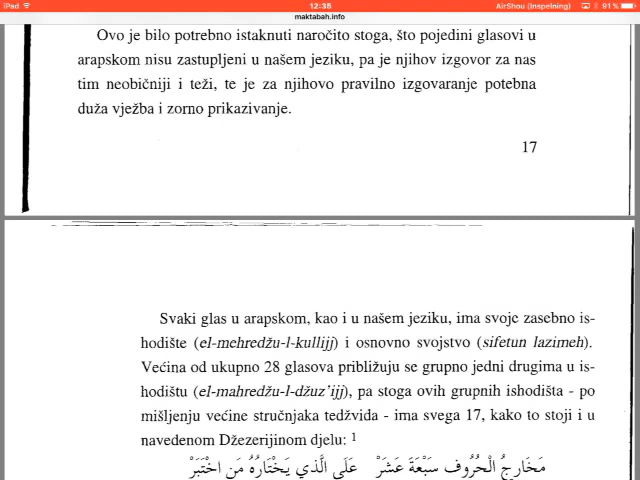 iPad 12:35 AirShou (Inspelning) 91 %
maktabah.info
Ovo je bilo potrebno istaknuti naročito stoga, što pojedini glasovi u
arapskom nisu zastupljeni u našem jeziku, pa je njihov izgovor za nas
tim neobičniji i teži, te je za njihovo pravilno izgovaranje potebna
duža vježba i zorno prikazivanje.
17
Svaki glas u arapskom, kao i u našem jeziku, ima svoje zasebno is-
hodište (el-mehredžu-l-kullijj) i osnovno svojstvo (sifetun lazimeh).
Većina od ukupno 28 glasova približuju se grupno jedni drugima u is-
hodištu (el-mahredžu-l-džuz'ijj), pa stoga ovih grupnih ishodišta - po
mišljenju većine stručnjaka tedžvida - ima svega 17, kako to stoji i u
navedenom Džezerijinom djelu: 1
مَخَارِجُ الْحُرُوفِ سَبْعَةَ عَشَرْ عَلَى الَّذِي يَخْتَارُهُ مَنِ اخْتَبَرْ